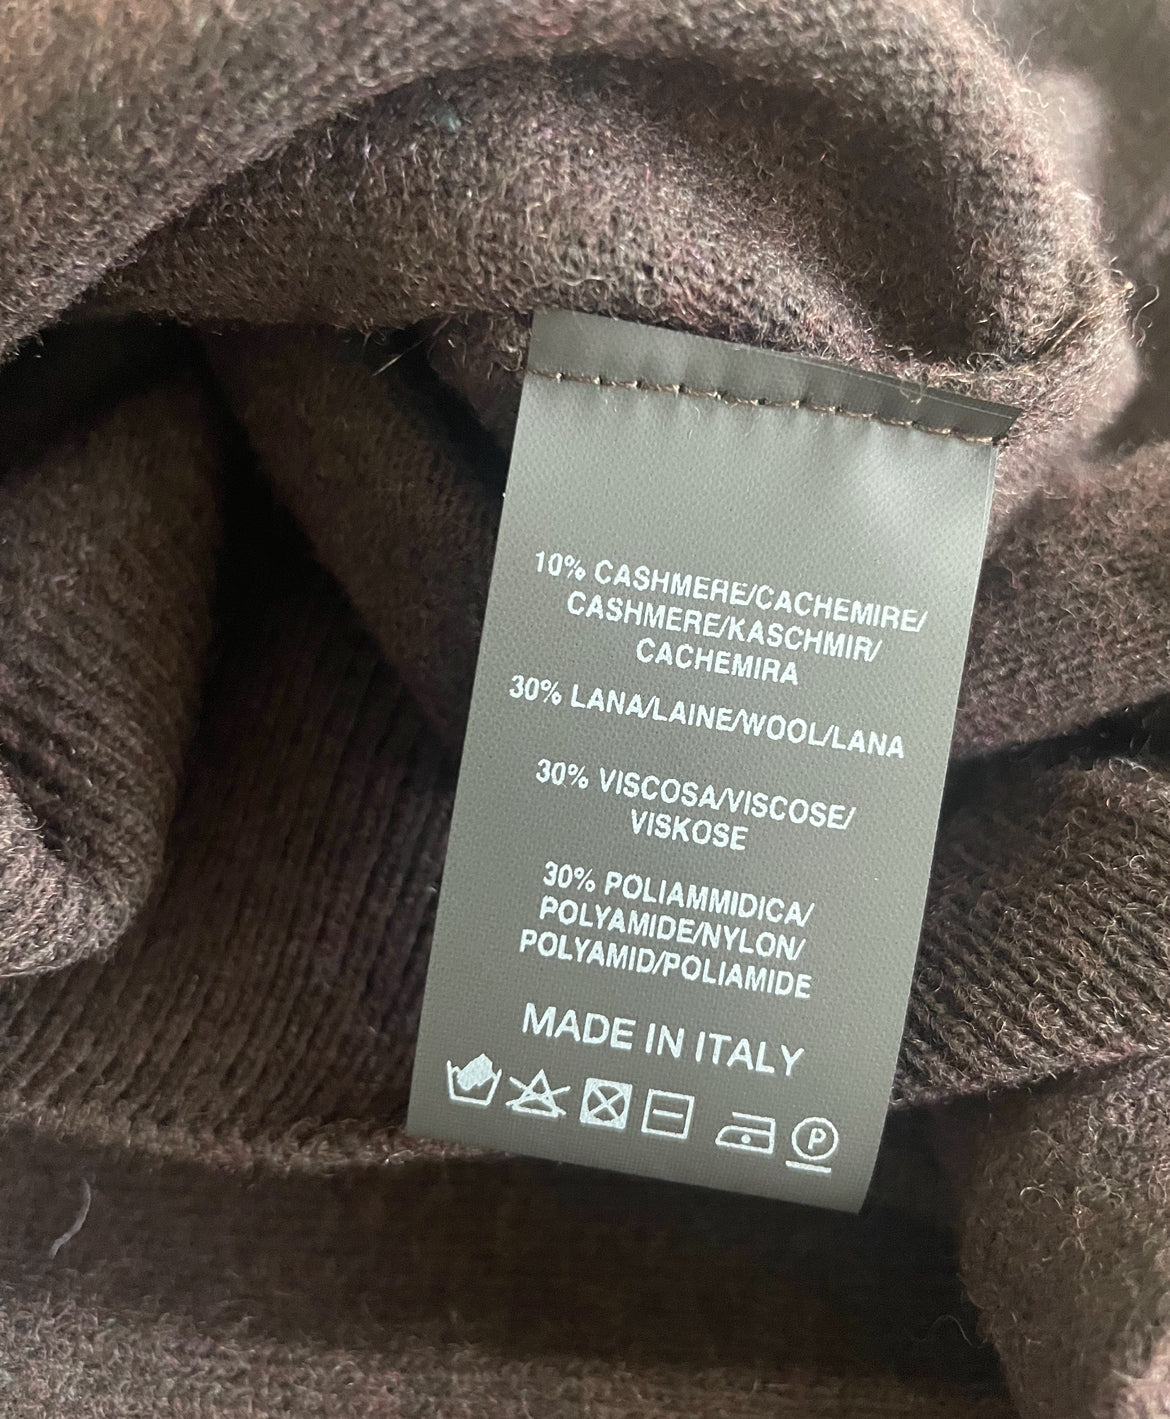 10% CASHMERE/CACHEMIRE/
CASHMERE/KASCHMIR/
CACHEMIRA
30% LANA/LAINE/WOOL/LANA
30% VISCOSA/VISCOSE/
VISKOSE
30% POLIAMMIDICA/
POLYAMIDE/NYLON/
POLYAMID/POLIAMIDE
MADE IN ITALY
P